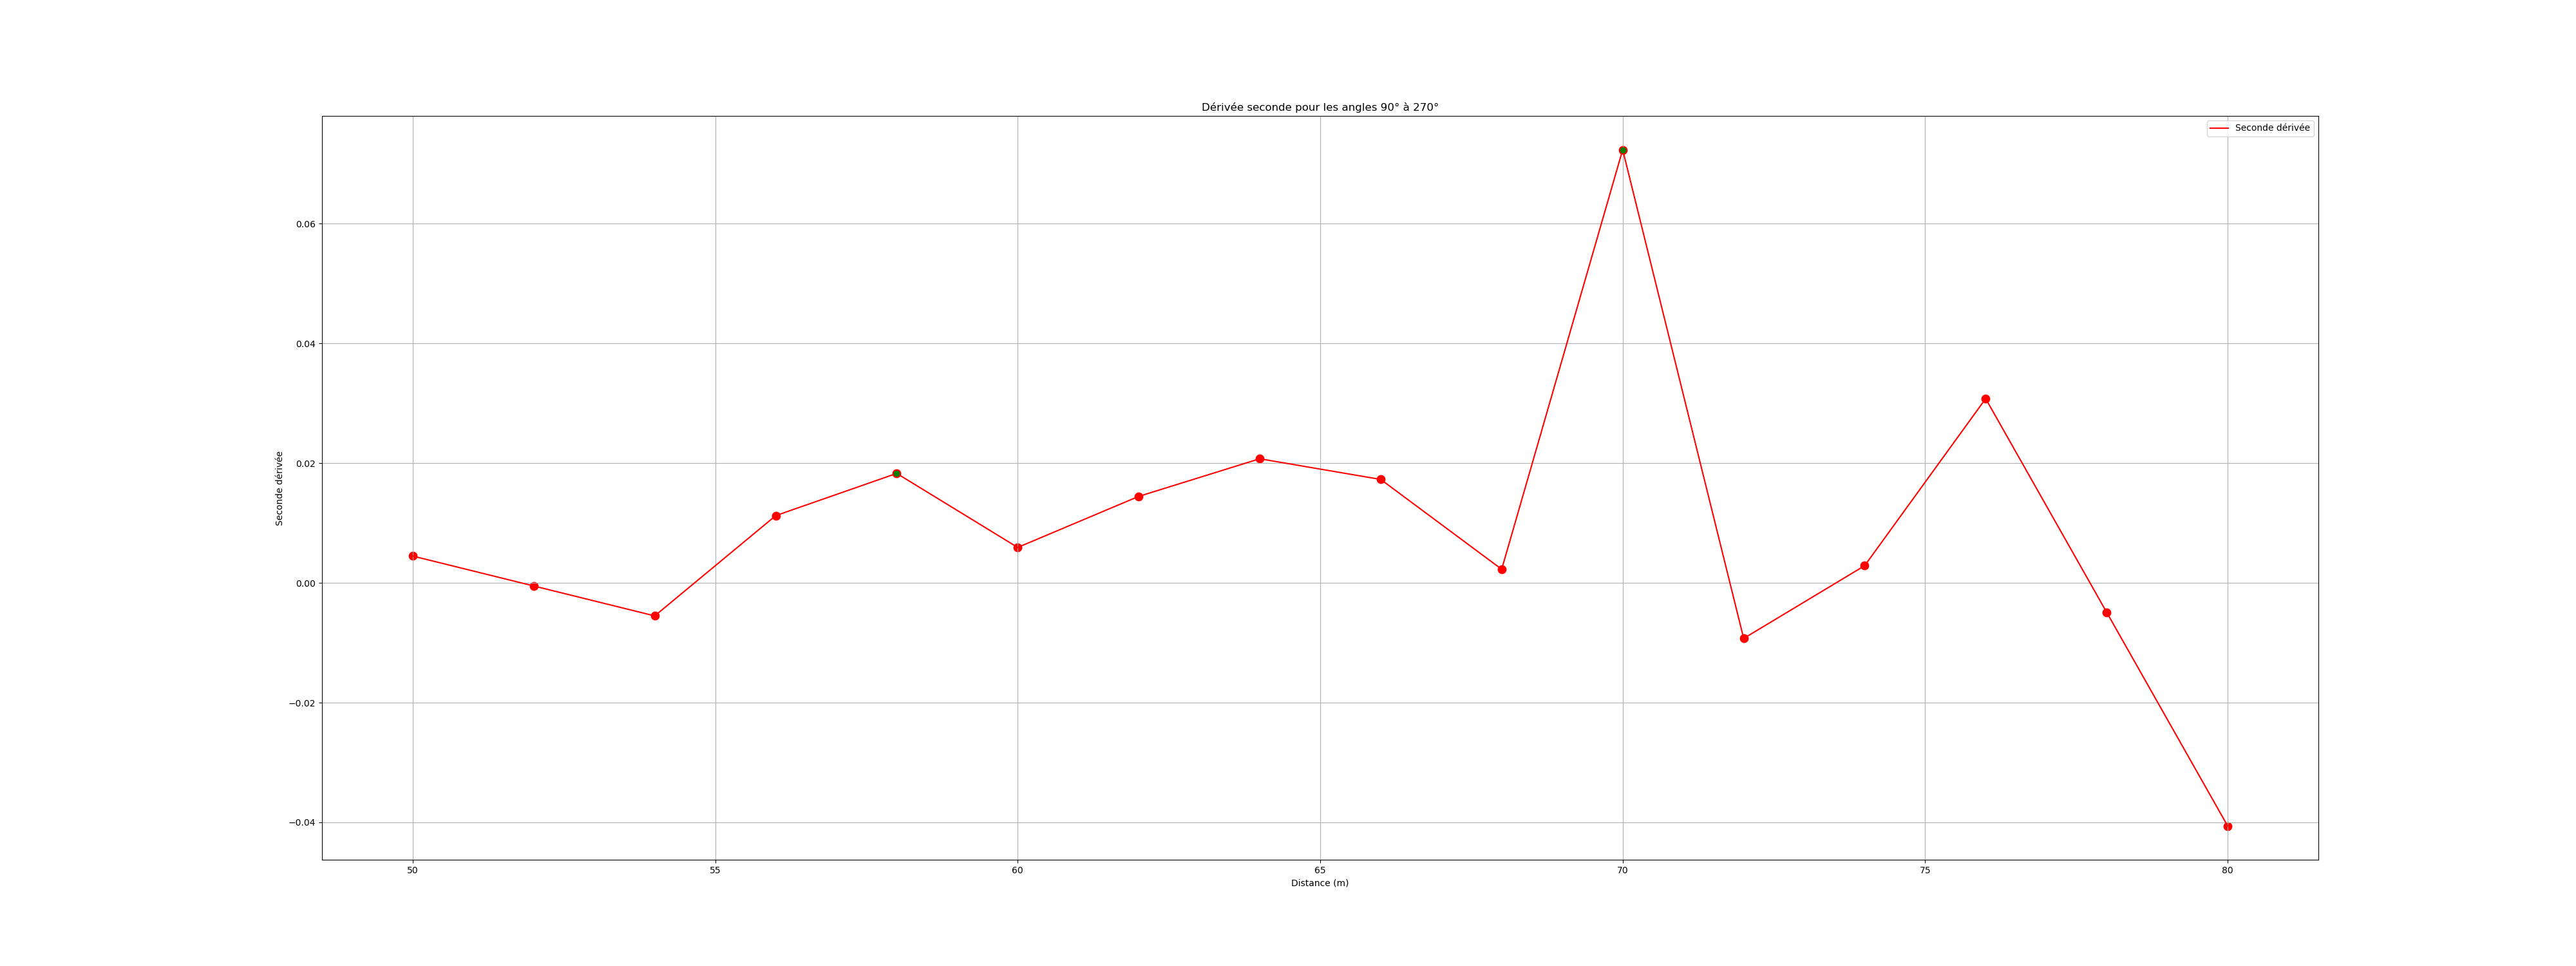 Dérivée seconde pour les angles 90° à 270°
Seconde dérivée
0.06
0.04
0.02
0.00
−0.02
−0.04
Seconde dérivée
50 55 60 65 70 75 80
Distance (m)